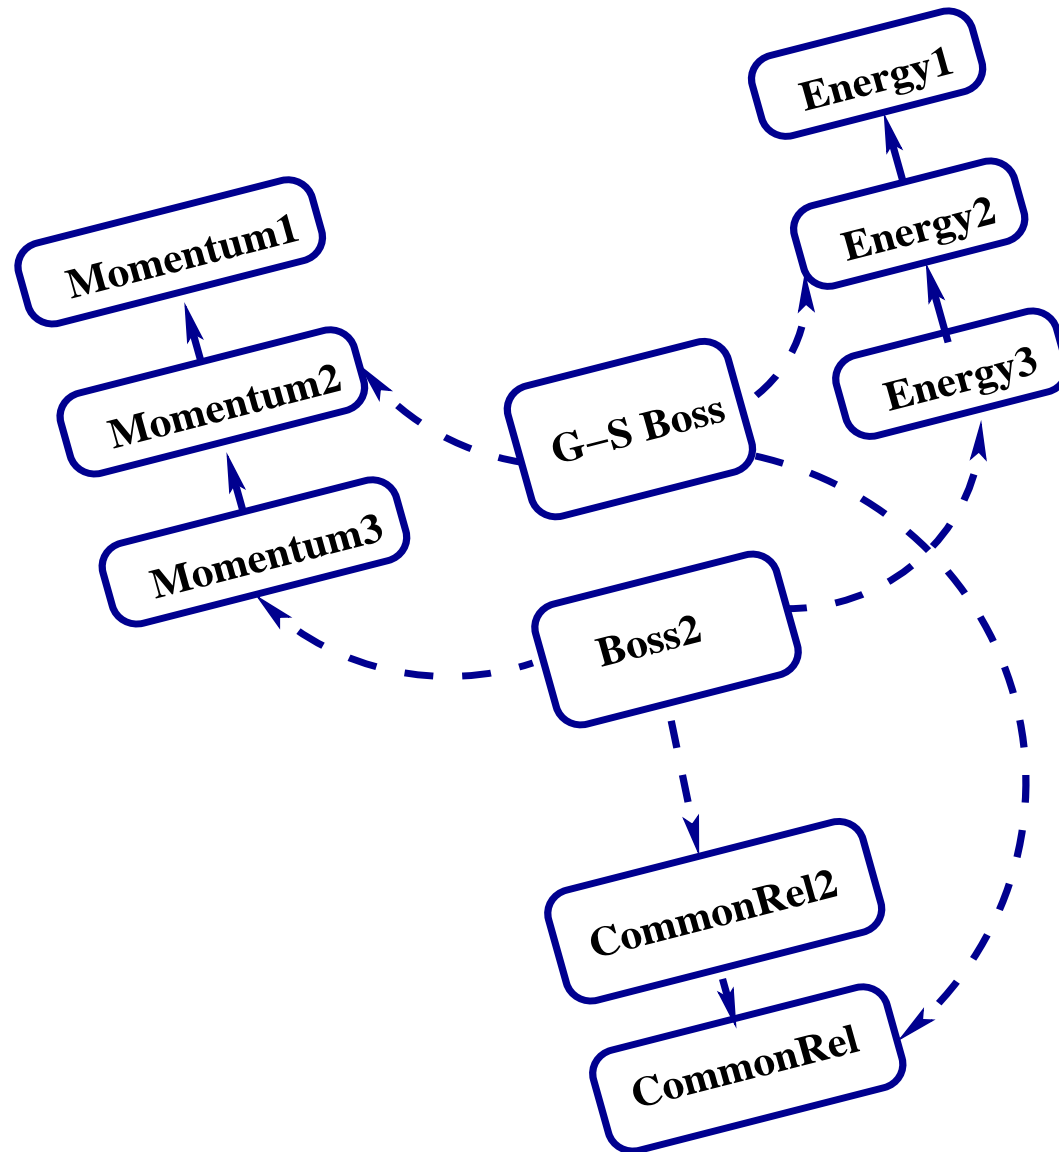 Energy1
Energy2
Energy3
Momentum1
Momentum2
Momentum3
G–S Boss
Boss2
CommonRel2
CommonRel